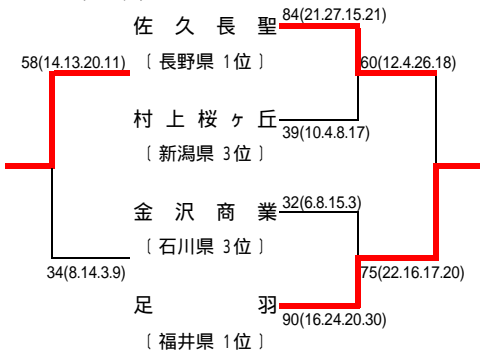 佐久長聖
84(21.27.15.21)
58(14.13.20.11)
〔長野県 1位〕
60(12.4.26.18)
村上桜ヶ丘
39(10.4.8.17)
〔新潟県 3位〕
金沢商業
32(6.8.15.3)
〔石川県 3位〕
34(8.14.3.9)
75(22.16.17.20)
足羽
90(16.24.20.30)
〔福井県 1位〕